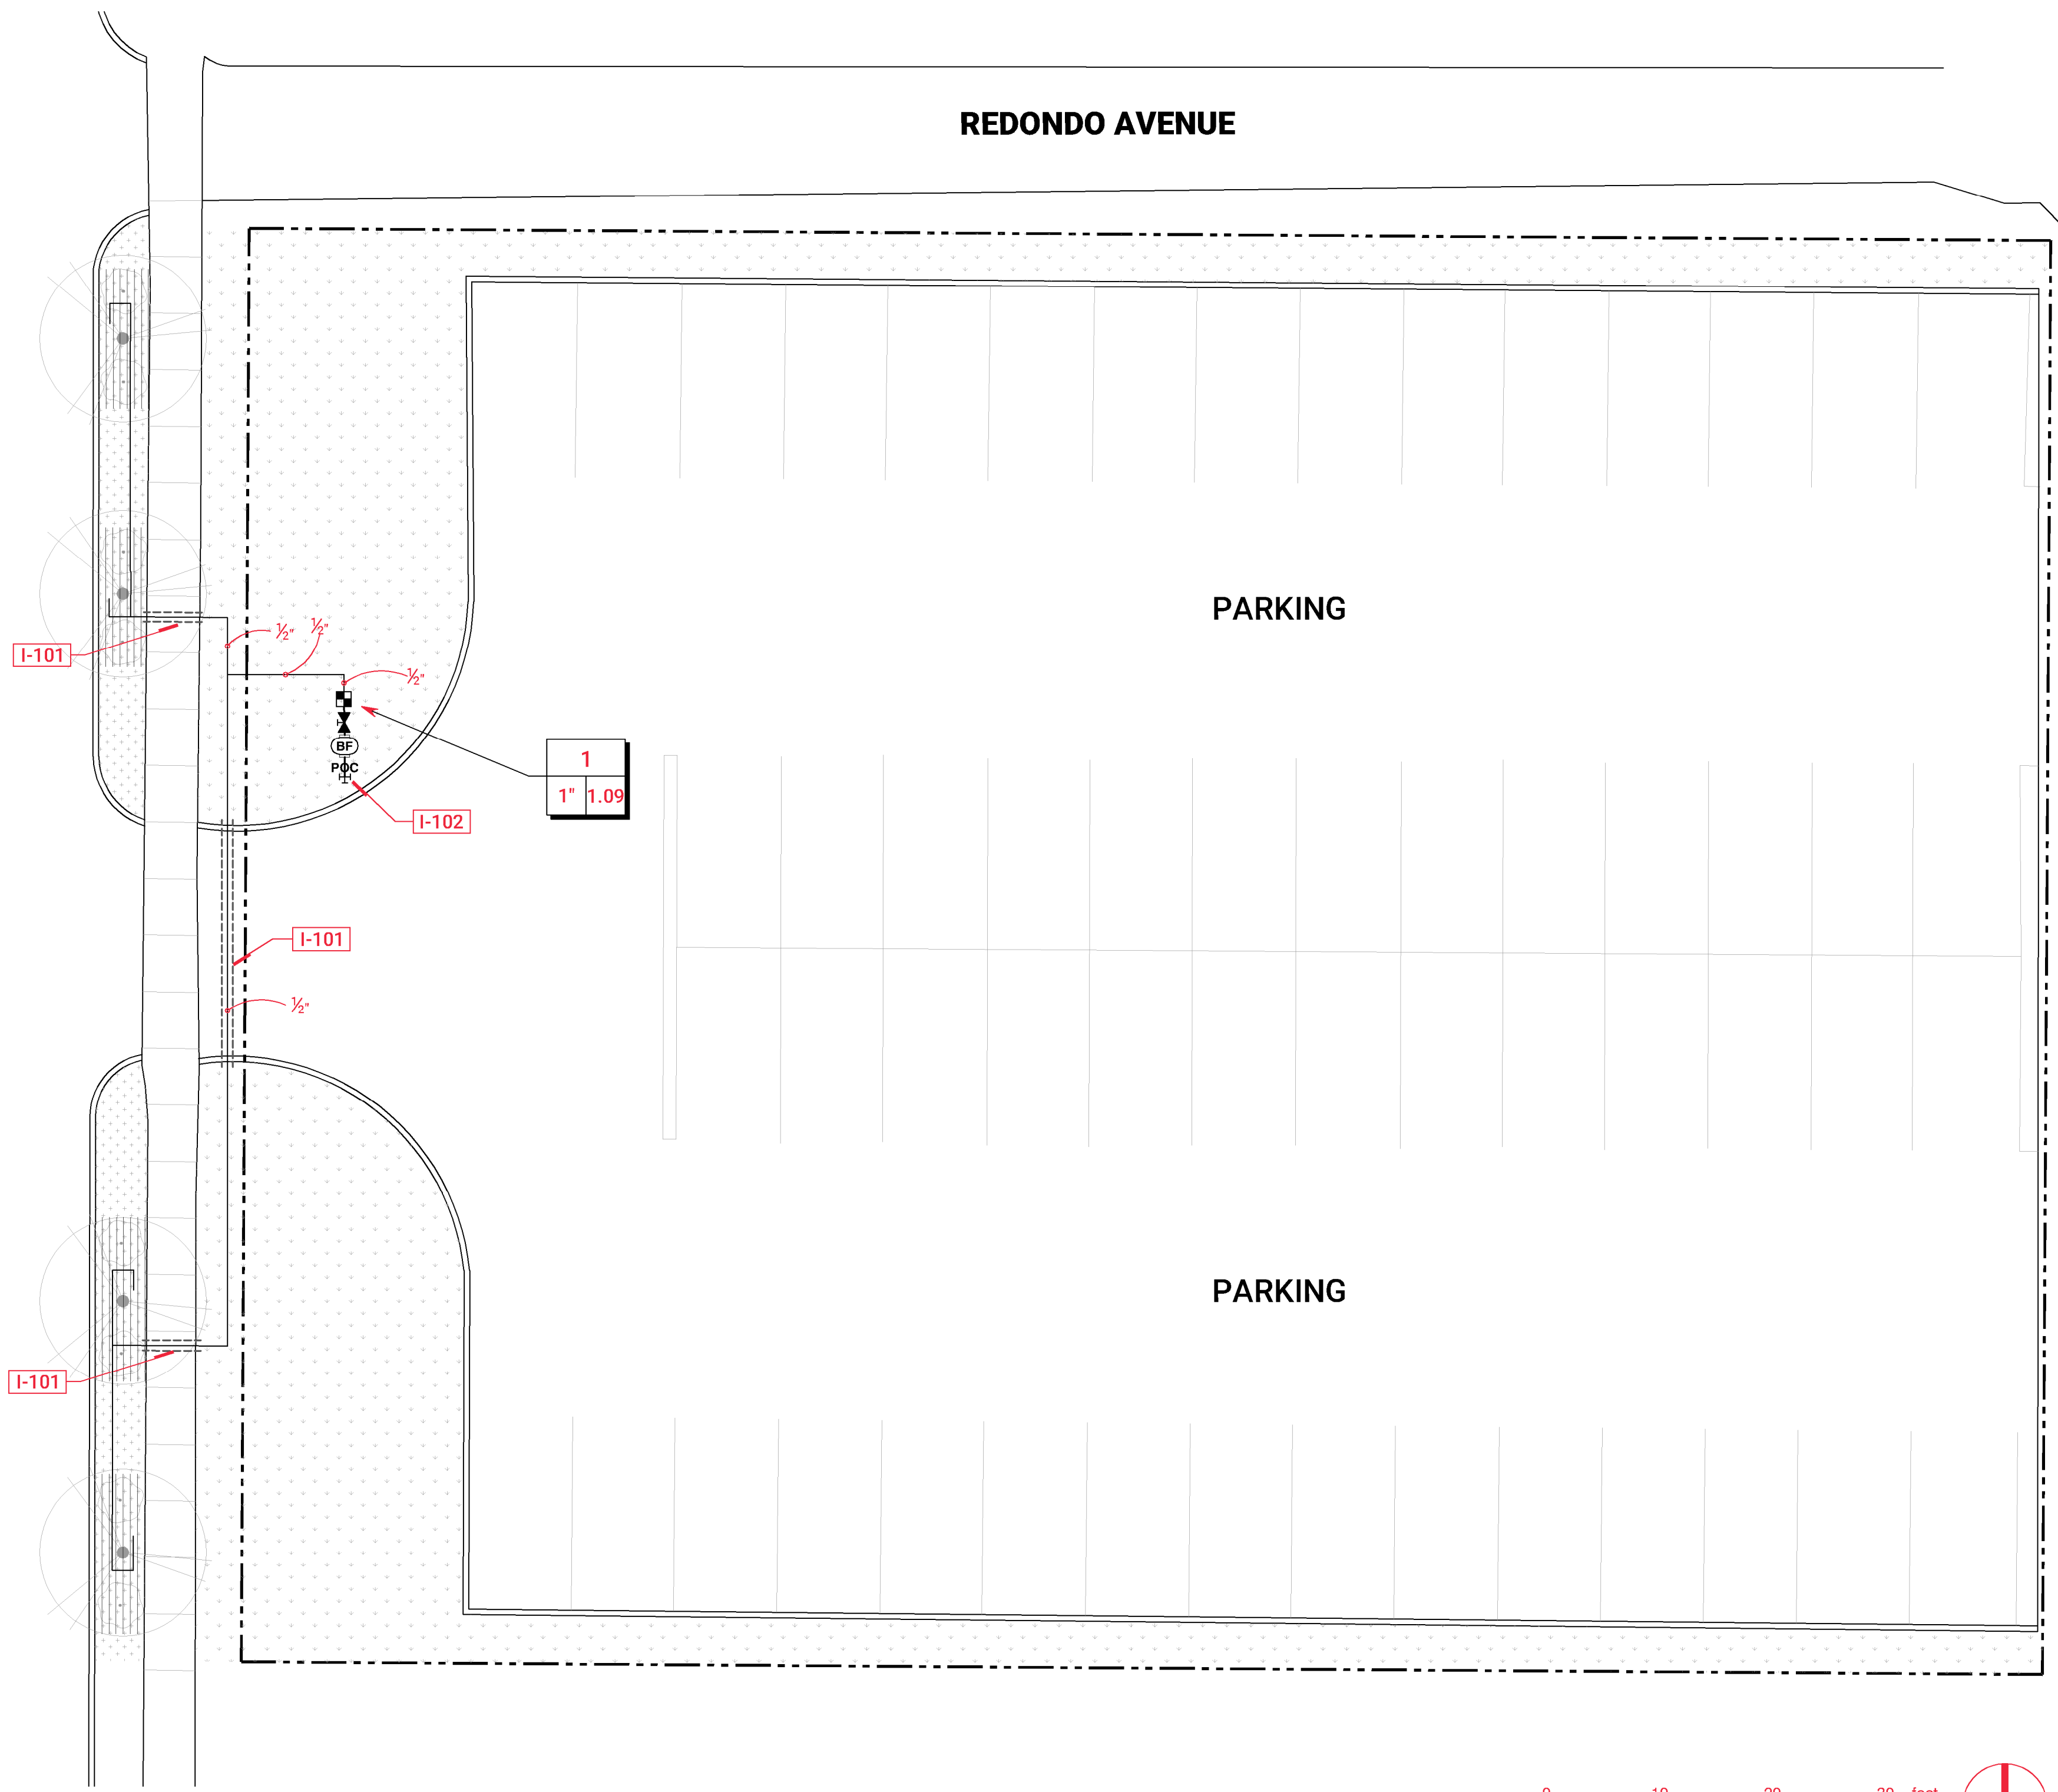 REDONDO AVENUE
PARKING
½"
½"
I-101
½"
BF
POC
1
1" 1.09
I-102
I-101
½"
PARKING
I-101
0 10 20 30 feet